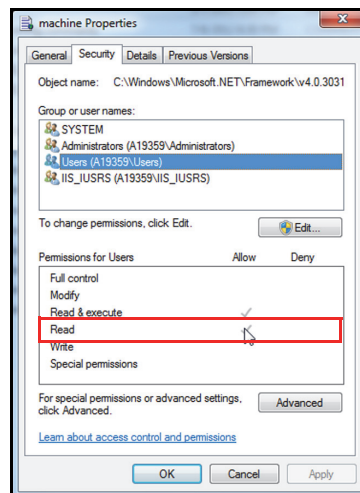 machine Properties
General Security Details Previous Versions
Object name: C:\Windows\Microsoft.NET\Framework\v4.0.3031
Group or user names:
SYSTEM
Administrators (A19359\Administrators)
Users (A19359\Users)
IIS_IUSRS (A19359\IIS_IUSRS)
To change permissions, click Edit.
Edit...
Permissions for Users Allow Deny
Full control
Modify
Read & execute
Read
Write
Special permissions
For special permissions or advanced settings,
click Advanced.
Advanced
Learn about access control and permissions
OK Cancel Apply